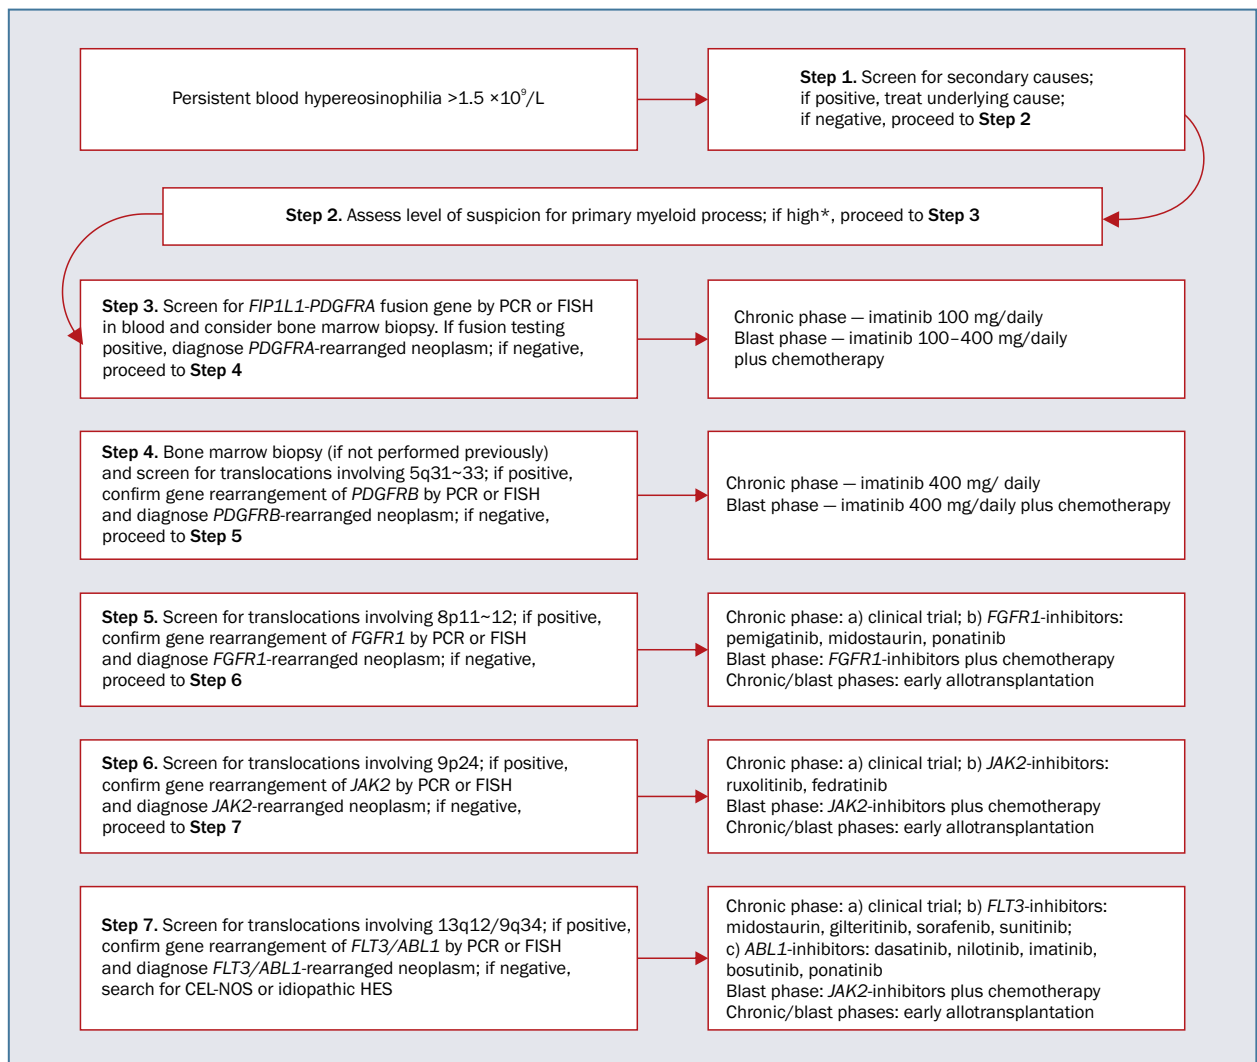 Persistent blood hypereosinophilia >1.5 ×10⁹/L
Step 1. Screen for secondary causes;
if positive, treat underlying cause;
if negative, proceed to Step 2
Step 2. Assess level of suspicion for primary myeloid process; if high*, proceed to Step 3
Step 3. Screen for FIP1L1-PDGFRA fusion gene by PCR or FISH
in blood and consider bone marrow biopsy. If fusion testing
positive, diagnose PDGFRA-rearranged neoplasm; if negative,
proceed to Step 4
Chronic phase — imatinib 100 mg/daily
Blast phase — imatinib 100–400 mg/daily
plus chemotherapy
Step 4. Bone marrow biopsy (if not performed previously)
and screen for translocations involving 5q31~33; if positive,
confirm gene rearrangement of PDGFRB by PCR or FISH
and diagnose PDGFRB-rearranged neoplasm; if negative,
proceed to Step 5
Chronic phase — imatinib 400 mg/ daily
Blast phase — imatinib 400 mg/daily plus chemotherapy
Step 5. Screen for translocations involving 8p11~12; if positive,
confirm gene rearrangement of FGFR1 by PCR or FISH
and diagnose FGFR1-rearranged neoplasm; if negative,
proceed to Step 6
Chronic phase: a) clinical trial; b) FGFR1-inhibitors:
pemigatinib, midostaurin, ponatinib
Blast phase: FGFR1-inhibitors plus chemotherapy
Chronic/blast phases: early allotransplantation
Step 6. Screen for translocations involving 9p24; if positive,
confirm gene rearrangement of JAK2 by PCR or FISH
and diagnose JAK2-rearranged neoplasm; if negative,
proceed to Step 7
Chronic phase: a) clinical trial; b) JAK2-inhibitors:
ruxolitinib, fedratinib
Blast phase: JAK2-inhibitors plus chemotherapy
Chronic/blast phases: early allotransplantation
Step 7. Screen for translocations involving 13q12/9q34; if positive,
confirm gene rearrangement of FLT3/ABL1 by PCR or FISH
and diagnose FLT3/ABL1-rearranged neoplasm; if negative,
search for CEL-NOS or idiopathic HES
Chronic phase: a) clinical trial; b) FLT3-inhibitors:
midostaurin, gilteritinib, sorafenib, sunitinib;
c) ABL1-inhibitors: dasatinib, nilotinib, imatinib,
bosutinib, ponatinib
Blast phase: JAK2-inhibitors plus chemotherapy
Chronic/blast phases: early allotransplantation